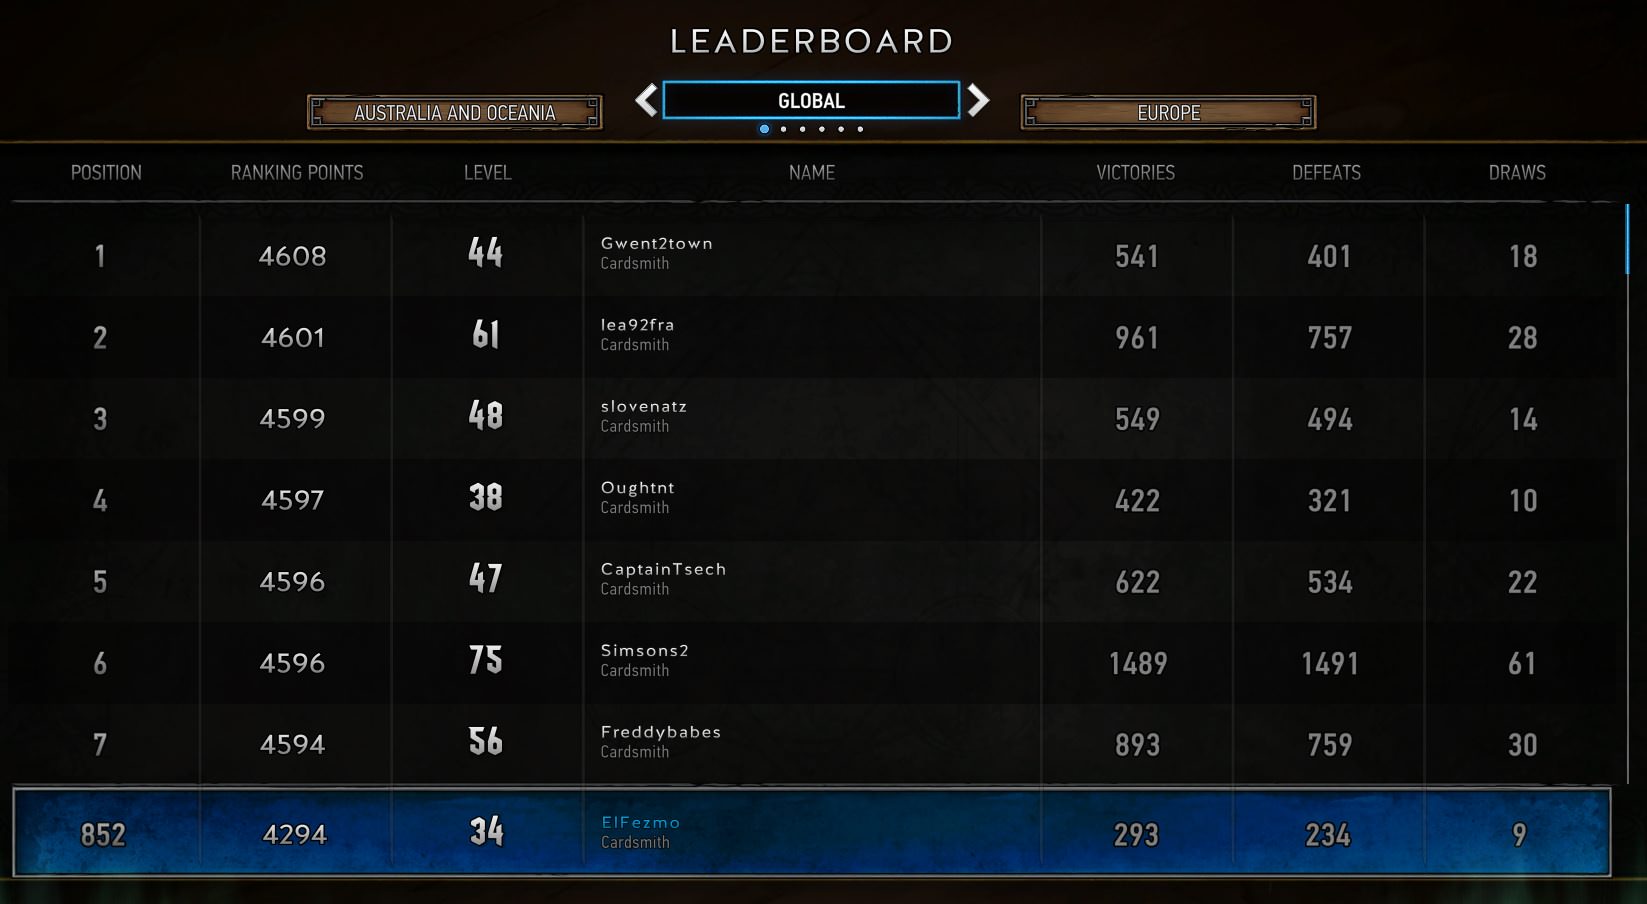 LEADERBOARD
AUSTRALIA AND OCEANIA
GLOBAL
EUROPE
POSITION RANKING POINTS LEVEL NAME VICTORIES DEFEATS DRAWS
1 4608 44 Gwent2town 541 401 18
Cardsmith
2 4601 61 lea92fra 961 757 28
Cardsmith
3 4599 48 slovenatz 549 494 14
Cardsmith
4 4597 38 Oughtnt 422 321 10
Cardsmith
5 4596 47 CaptainTsech 622 534 22
Cardsmith
6 4596 75 Simsons2 1489 1491 61
Cardsmith
7 4594 56 Freddybabes 893 759 30
Cardsmith
852 4294 34 ElFezmo 293 234 9
Cardsmith